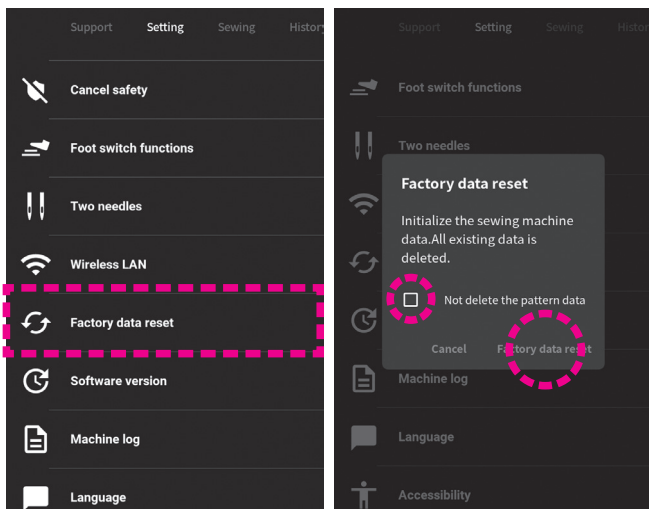 Support Setting Sewing History
Cancel safety
Foot switch functions
Two needles
Wireless LAN
Factory data reset
Software version
Machine log
Language
Support Setting Sewing Histor
Foot switch functions
Two needles
Factory data reset
Initialize the sewing machine
data.All existing data is
deleted.
Not delete the pattern data
Cancel Factory data reset
Machine log
Language
Accessibility